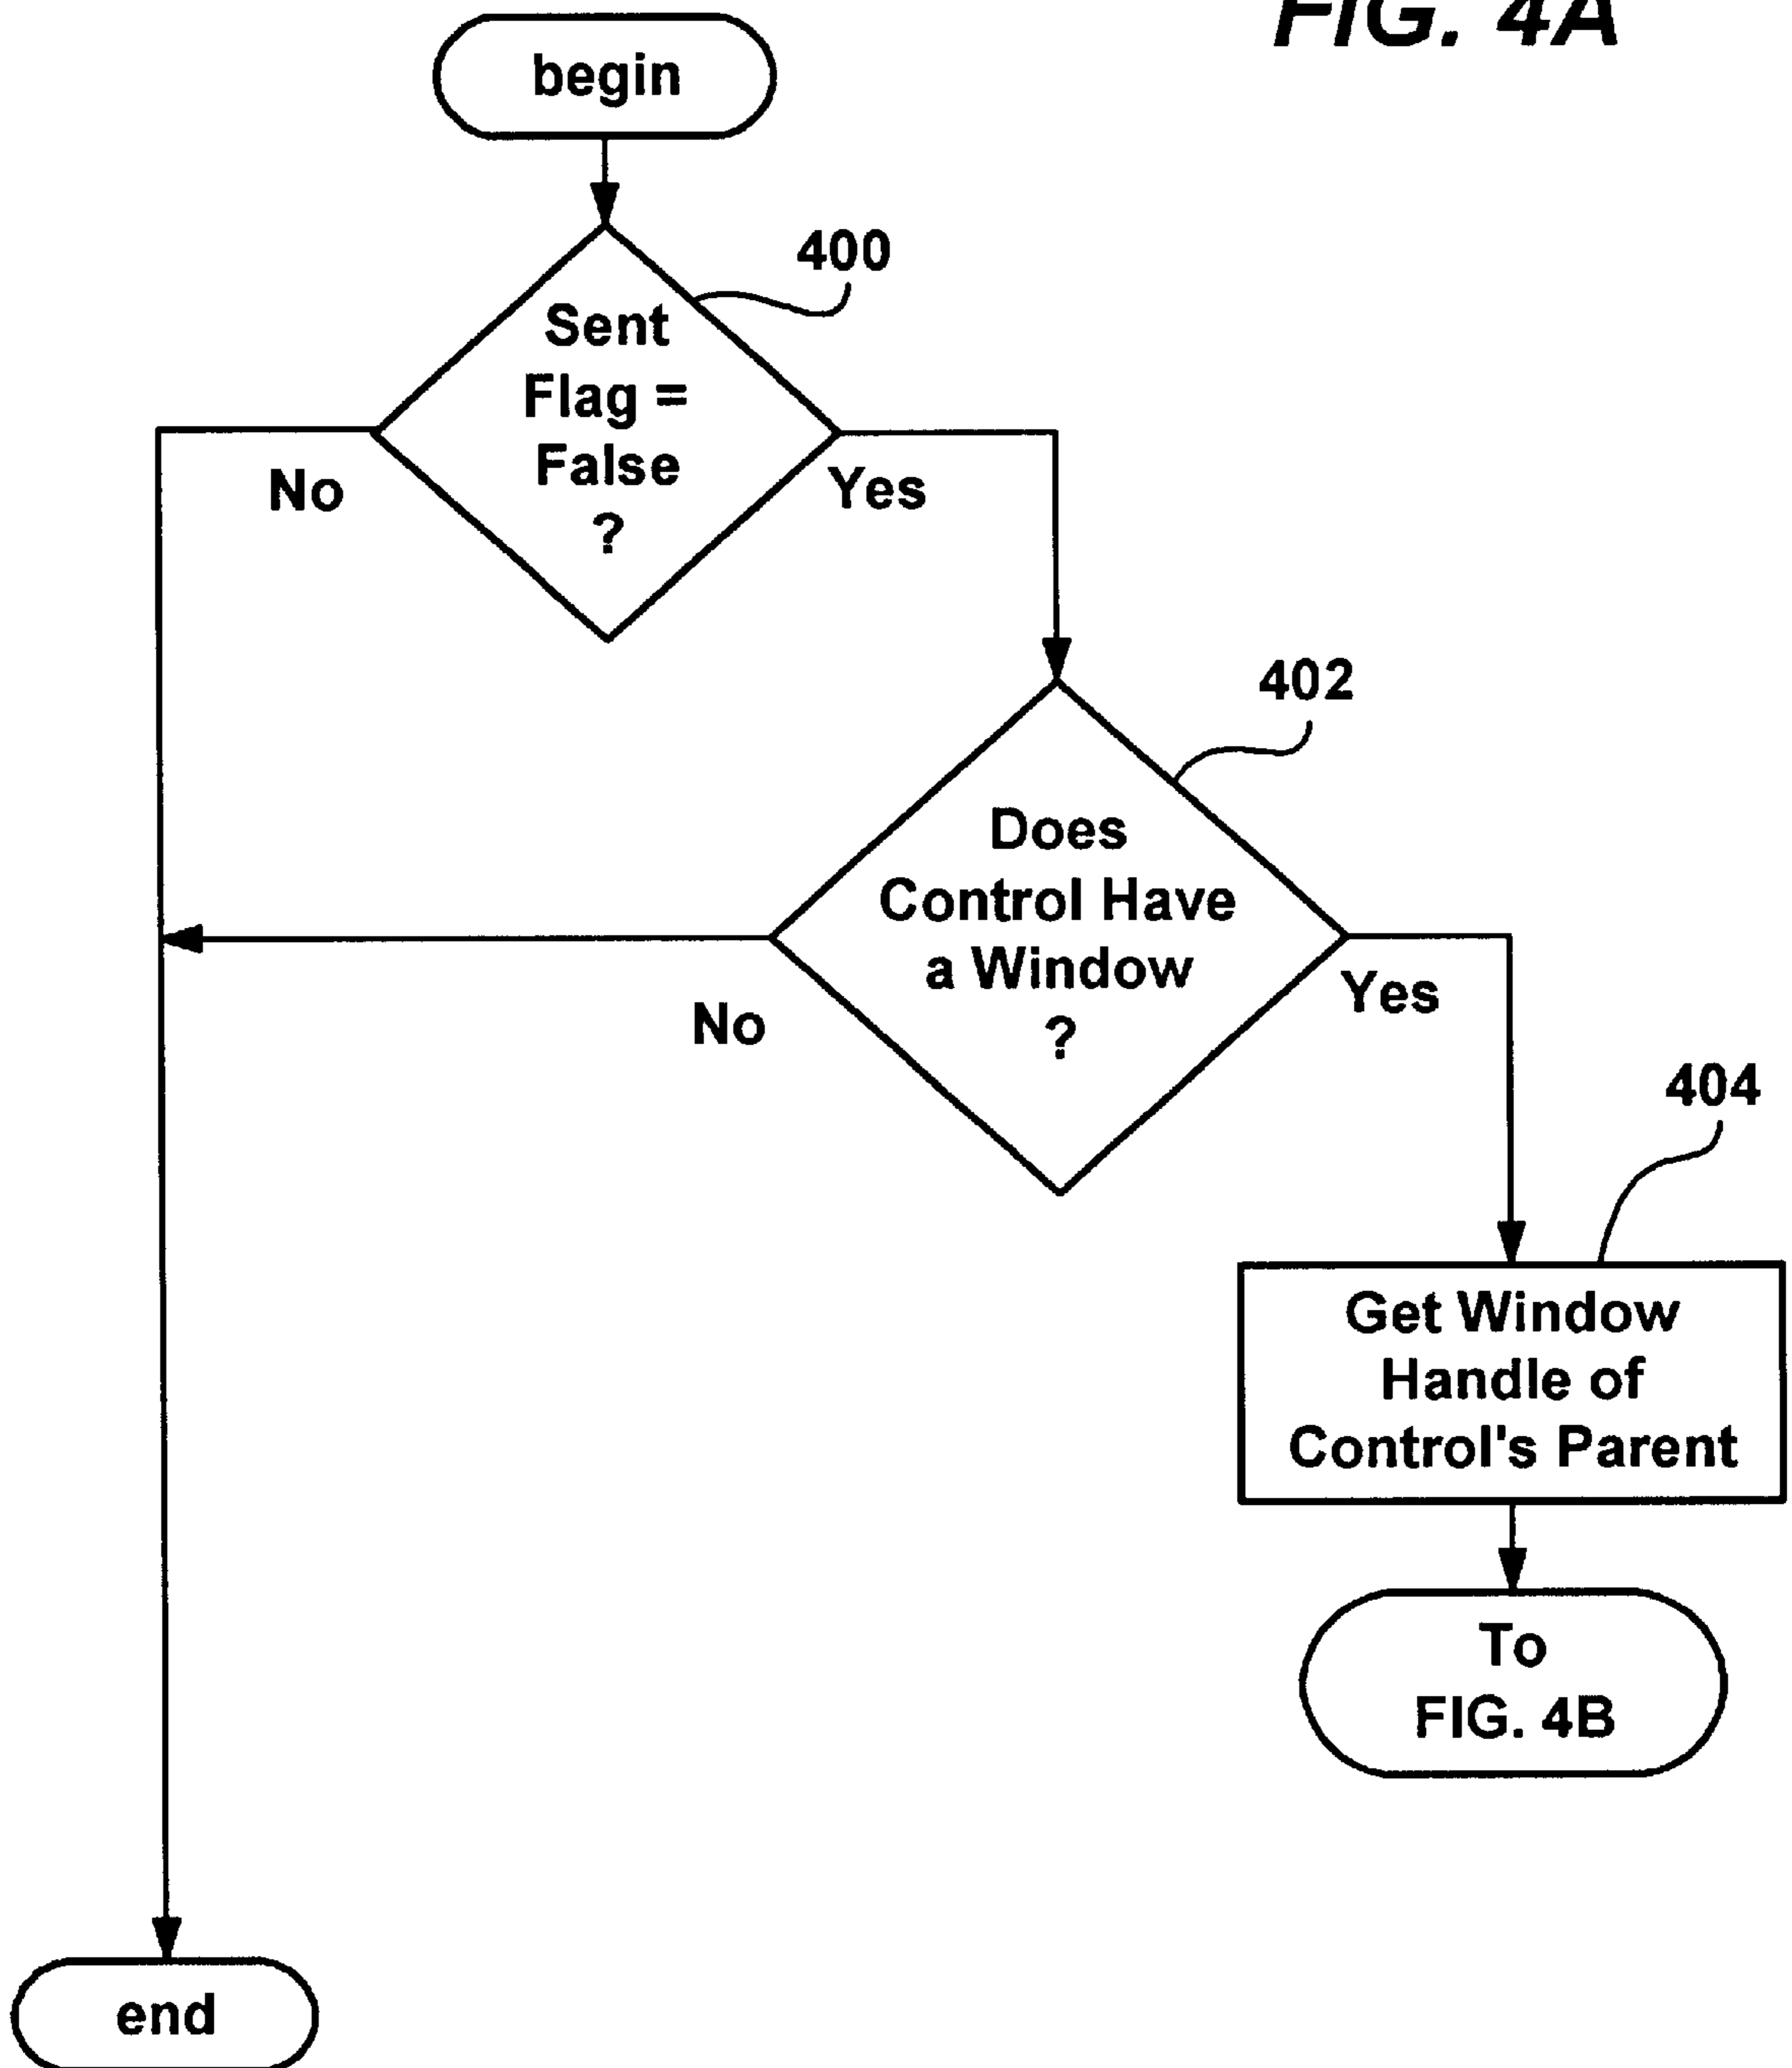 FIG. 4A
begin
400
Sent
Flag =
False
?
No
Yes
402
Does
Control Have
a Window
?
No
Yes
404
Get Window
Handle of
Control's Parent
To
FIG. 4B
end